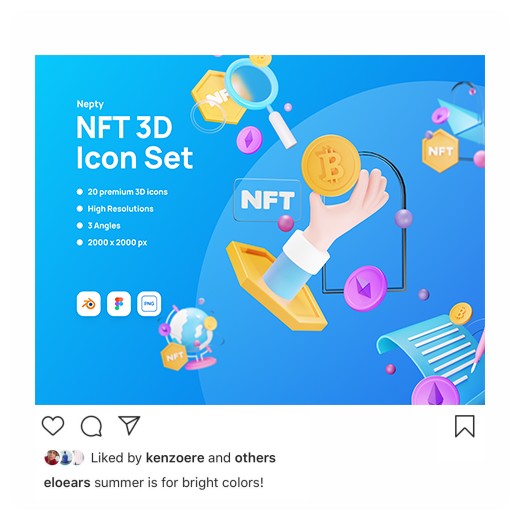 Nepty
NFT 3D
Icon Set
20 premium 3D icons
High Resolutions
3 Angles
2000 x 2000 px
PNG
NFT
NFT
NFT
NFT
Liked by kenzoere and others
eloears summer is for bright colors!